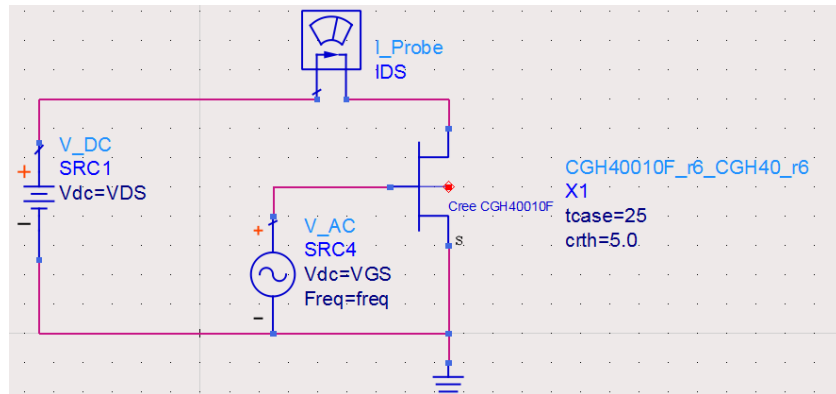 I_Probe
IDS
V_DC
SRC1
Vdc=VDS
V_AC
SRC4
Vdc=VGS
Freq=freq
Cree CGH40010F
S
CGH40010F_r6_CGH40_r6
X1
tcase=25
crth=5.0